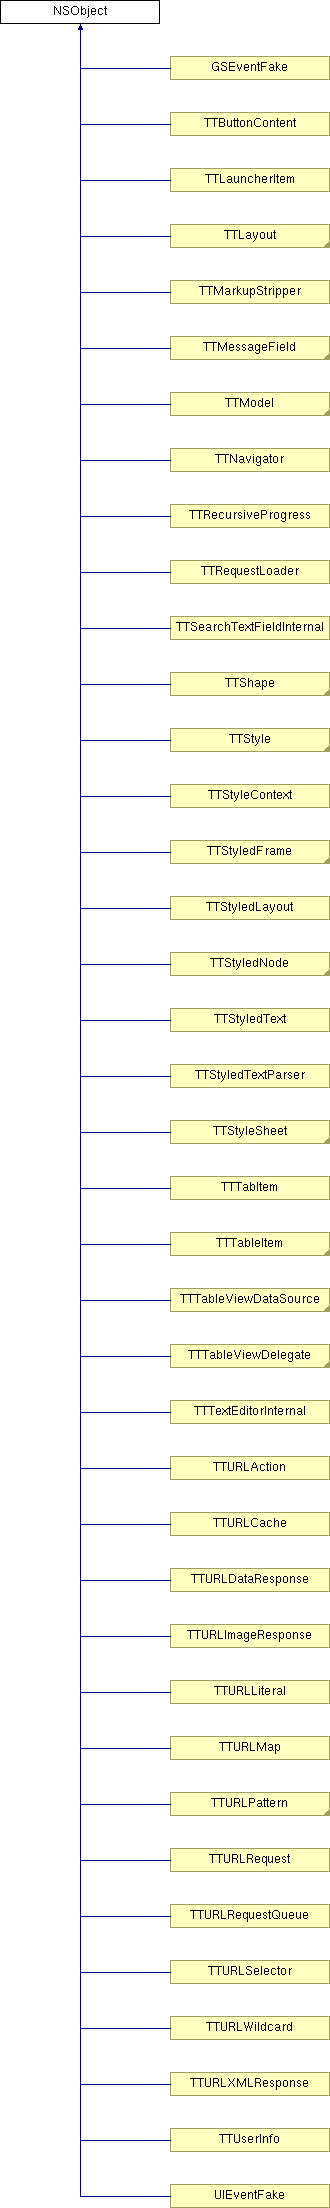 NSObject
GSEventFake
TTButtonContent
TTLauncherItem
TTLayout
TTMarkupStripper
TTMessageField
TTModel
TTNavigator
TTRecursiveProgress
TTRequestLoader
TTSearchTextFieldInternal
TTShape
TTStyle
TTStyleContext
TTStyledFrame
TTStyledLayout
TTStyledNode
TTStyledText
TTStyledTextParser
TTStyleSheet
TTTabItem
TTTableItem
TTTableViewDataSource
TTTableViewDelegate
TTTextEditorInternal
TTURLAction
TTURLCache
TTURLDataResponse
TTURLImageResponse
TTURLLiteral
TTURLMap
TTURLPattern
TTURLRequest
TTURLRequestQueue
TTURLSelector
TTURLWildcard
TTURLXMLResponse
TTUserInfo
UIEventFake